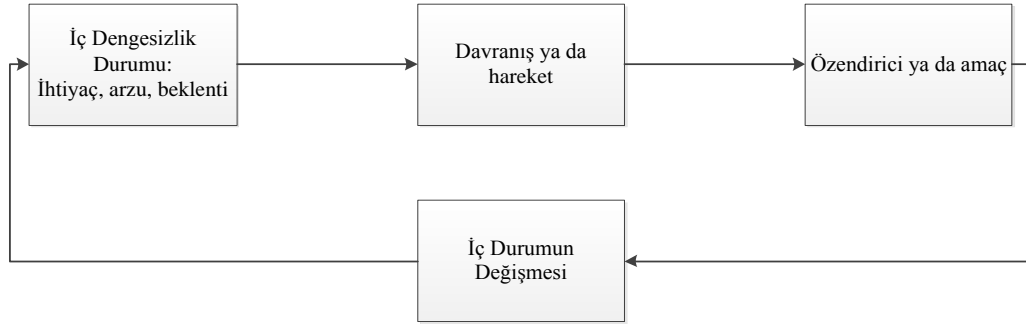 İç Dengesizlik
Durumu:
İhtiyaç, arzu, beklenti
Davranış ya da
hareket
Özendirici ya da amaç
İç Durumun
Değişmesi